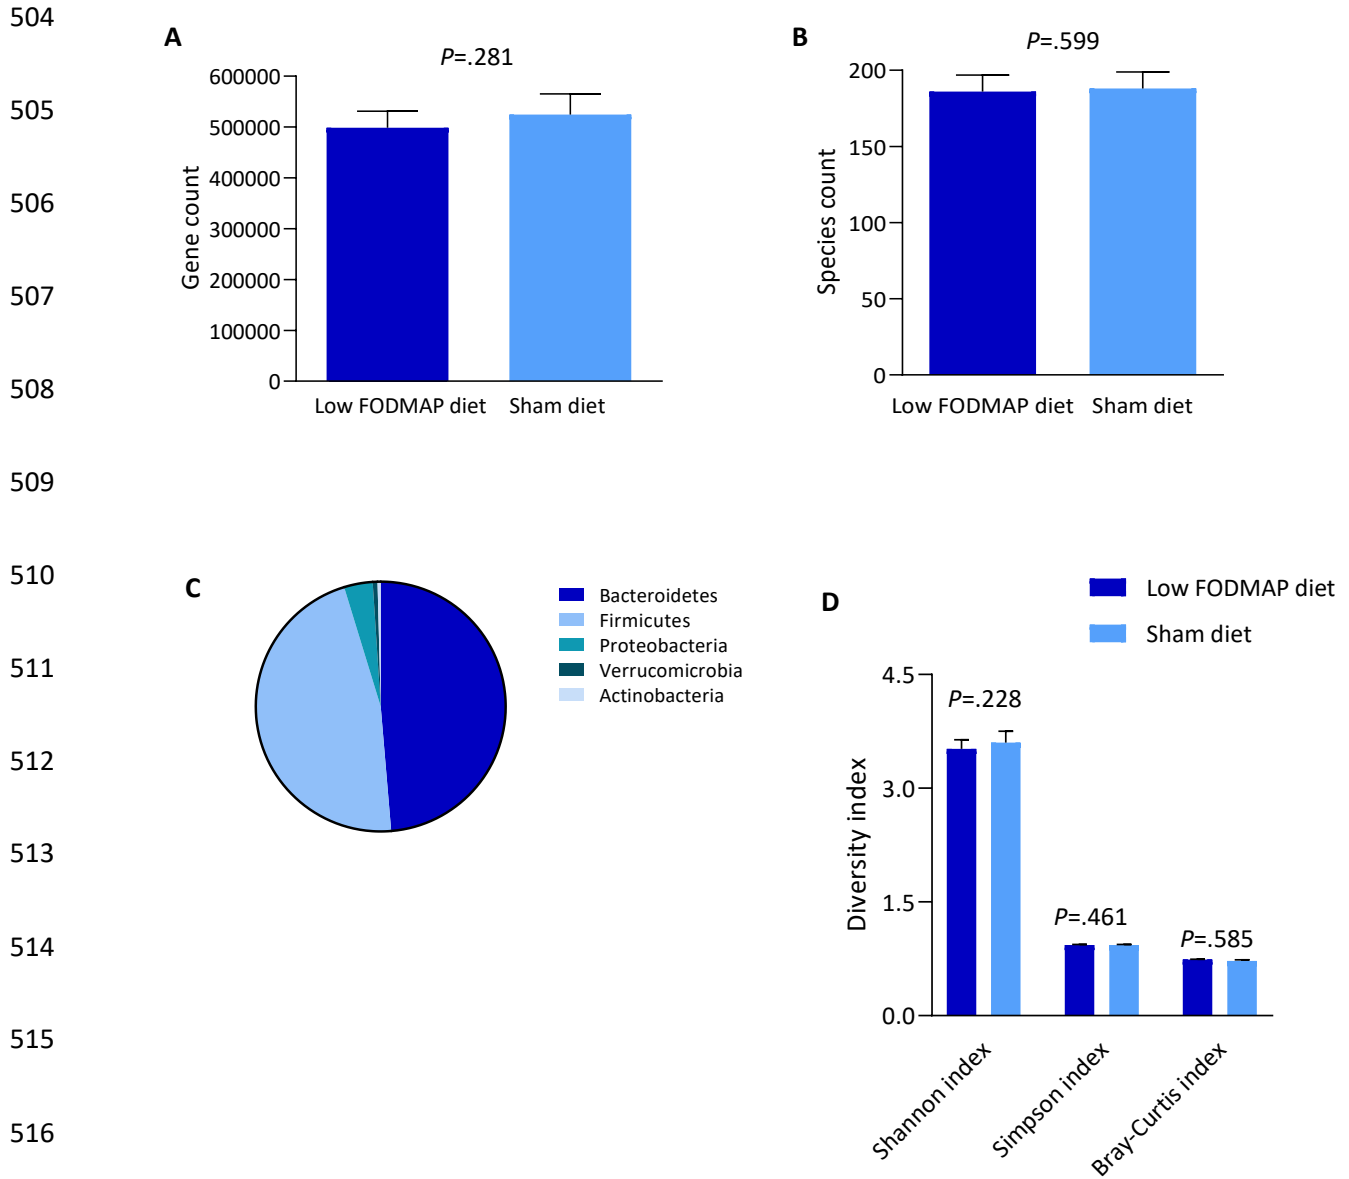 504
A
B
P=.281
P=.599
600000
500000
400000
300000
200000
100000
0
Gene count
Low FODMAP diet
Sham diet
200
150
100
50
0
Species count
Low FODMAP diet
Sham diet
505
506
507
508
509
510
C
Bacteroidetes
Firmicutes
Proteobacteria
Verrucomicrobia
Actinobacteria
D
Low FODMAP diet
Sham diet
4.5
3.0
1.5
0.0
Diversity index
P=.228
P=.461
P=.585
Shannon index
Simpson index
Bray-Curtis index
511
512
513
514
515
516